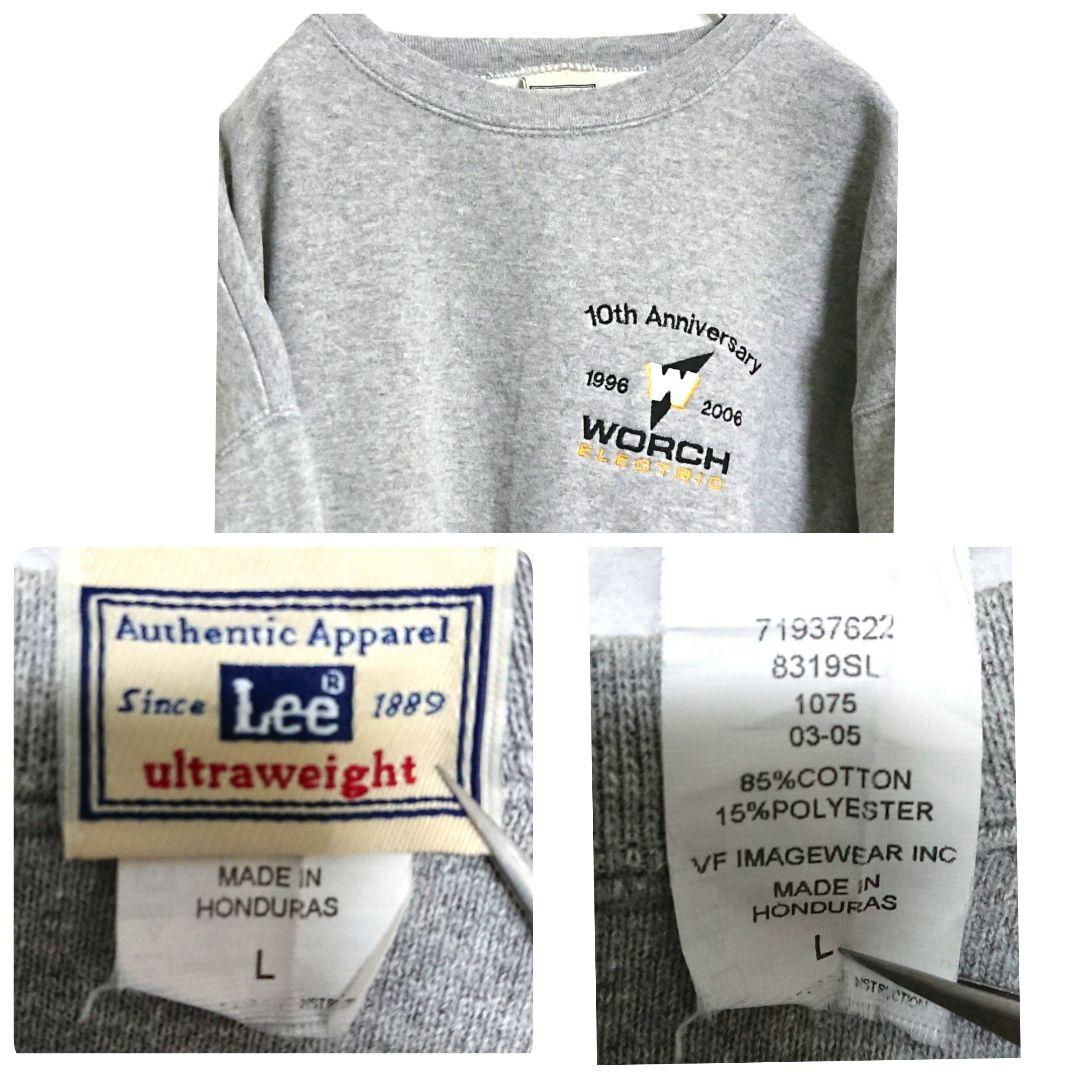 10th Anniversary
1996 W 2006
WORCH
ELECTRIC
Authentic Apparel
Since Lee® 1889
ultraweight
MADE IN
HONDURAS
L
71937622
8319SL
1075
03-05
85%COTTON
15%POLYESTER
VF IMAGEWEAR INC
MADE IN
HONDURAS
L